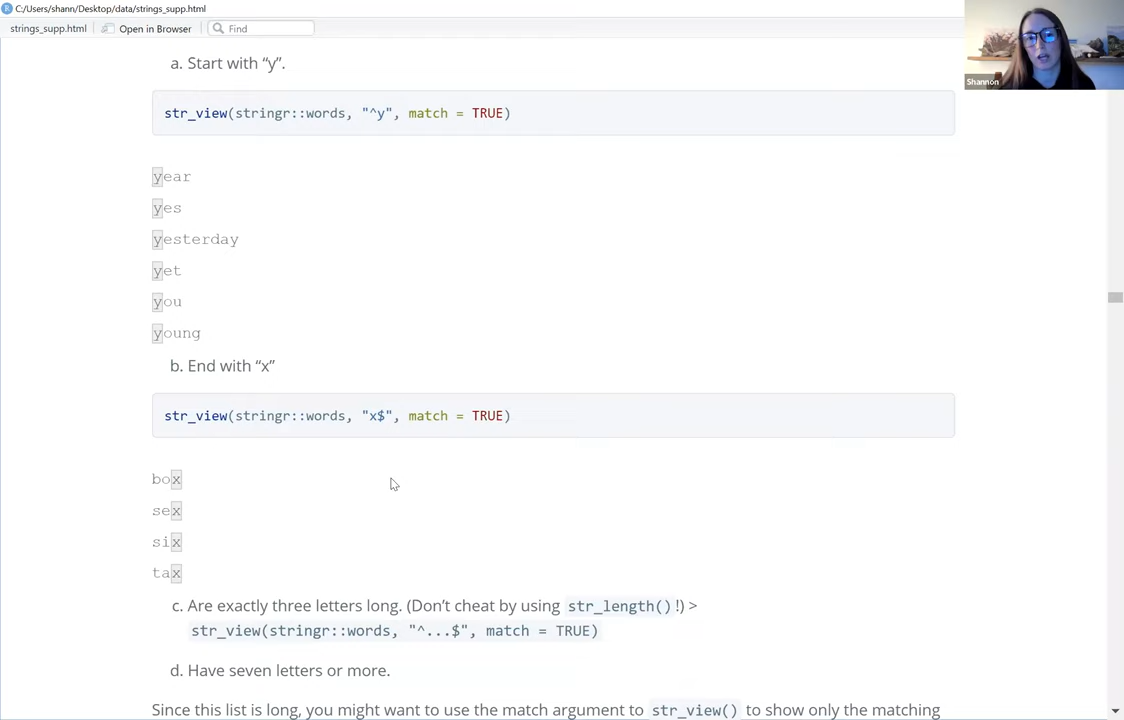 C:/Users/shann/Desktop/data/strings_supp.html
strings_supp.html Open in Browser Find
Shannon
a. Start with “y”.
str_view(stringr::words, "^y", match = TRUE)
year
yes
yesterday
yet
you
young
b. End with “x”
str_view(stringr::words, "x$", match = TRUE)
box
sex
six
tax
c. Are exactly three letters long. (Don’t cheat by using str_length()!) >
str_view(stringr::words, "^...$", match = TRUE)
d. Have seven letters or more.
Since this list is long, you might want to use the match argument to str_view() to show only the matching